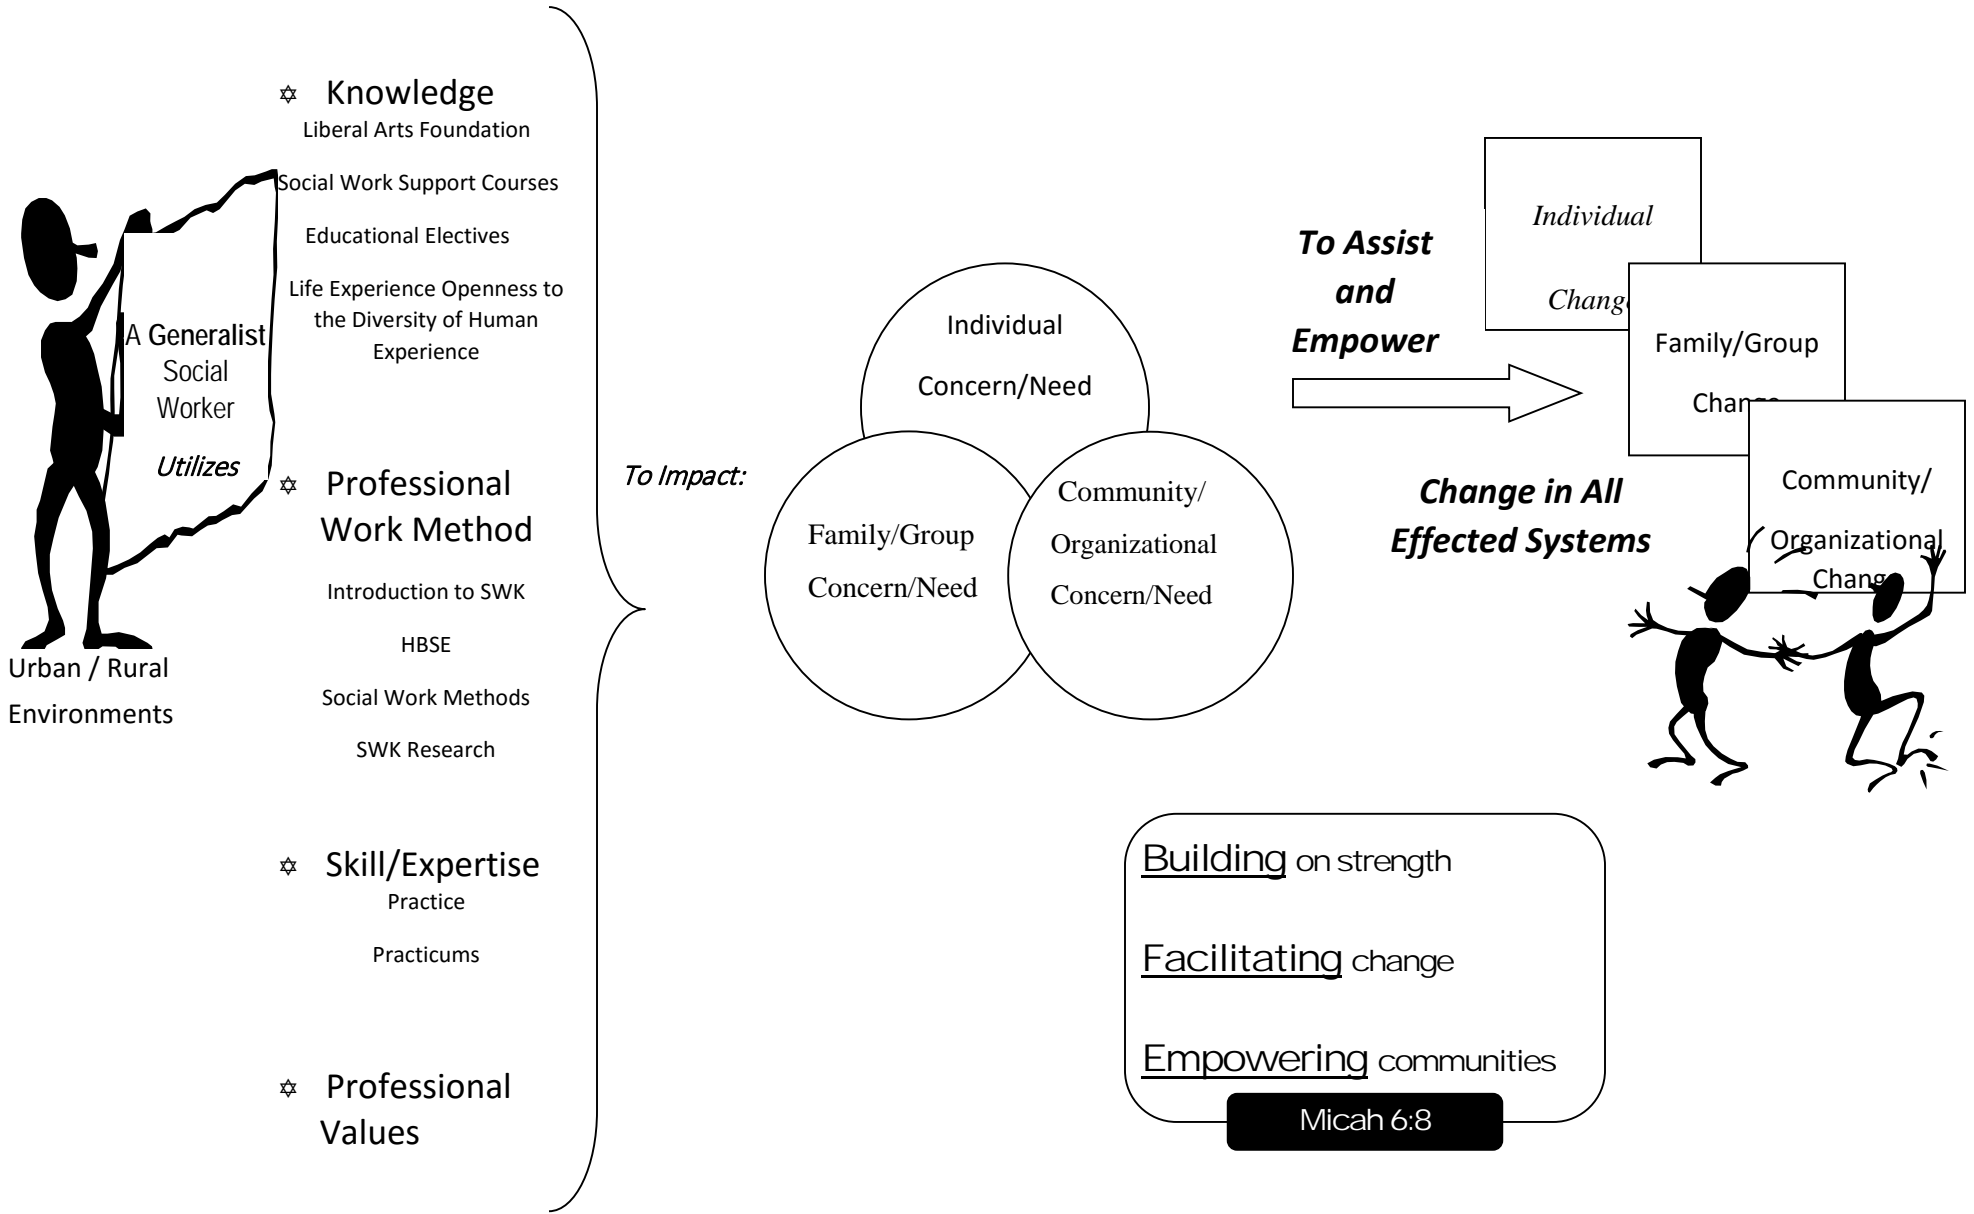 A Generalist
Social
Worker
Utilizes
Urban / Rural
Environments
✡ Knowledge
Liberal Arts Foundation
Social Work Support Courses
Educational Electives
Life Experience Openness to
the Diversity of Human
Experience
✡ Professional
Work Method
Introduction to SWK
HBSE
Social Work Methods
SWK Research
✡ Skill/Expertise
Practice
Practicums
✡ Professional
Values
To Impact:
Individual
Concern/Need
Family/Group
Concern/Need
Community/
Organizational
Concern/Need
To Assist
and
Empower
Change in All
Effected Systems
Individual
Change
Family/Group
Change
Community/
Organizational
Change
Building on strength
Facilitating change
Empowering communities
Micah 6:8